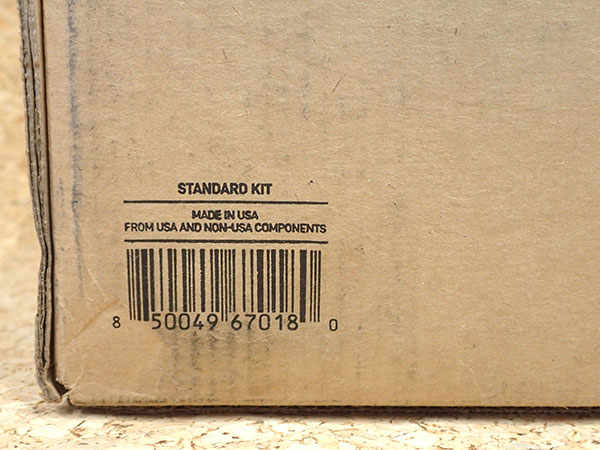 STANDARD KIT
MADE IN USA
FROM USA AND NON-USA COMPONENTS
8 50049 67018 0